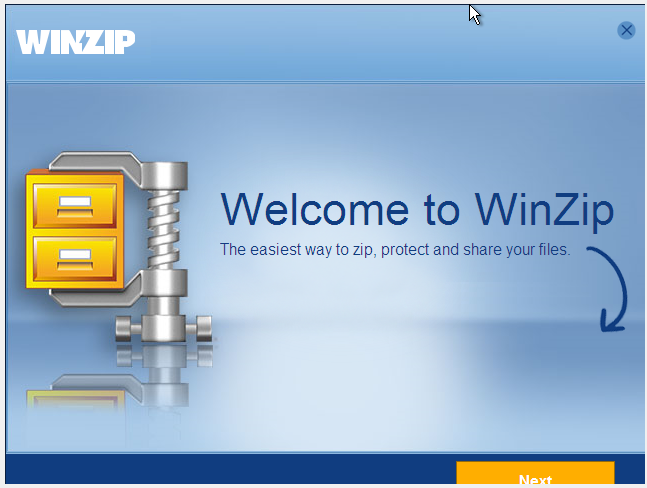 WINZIP
Welcome to WinZip
The easiest way to zip, protect and share your files.
Next